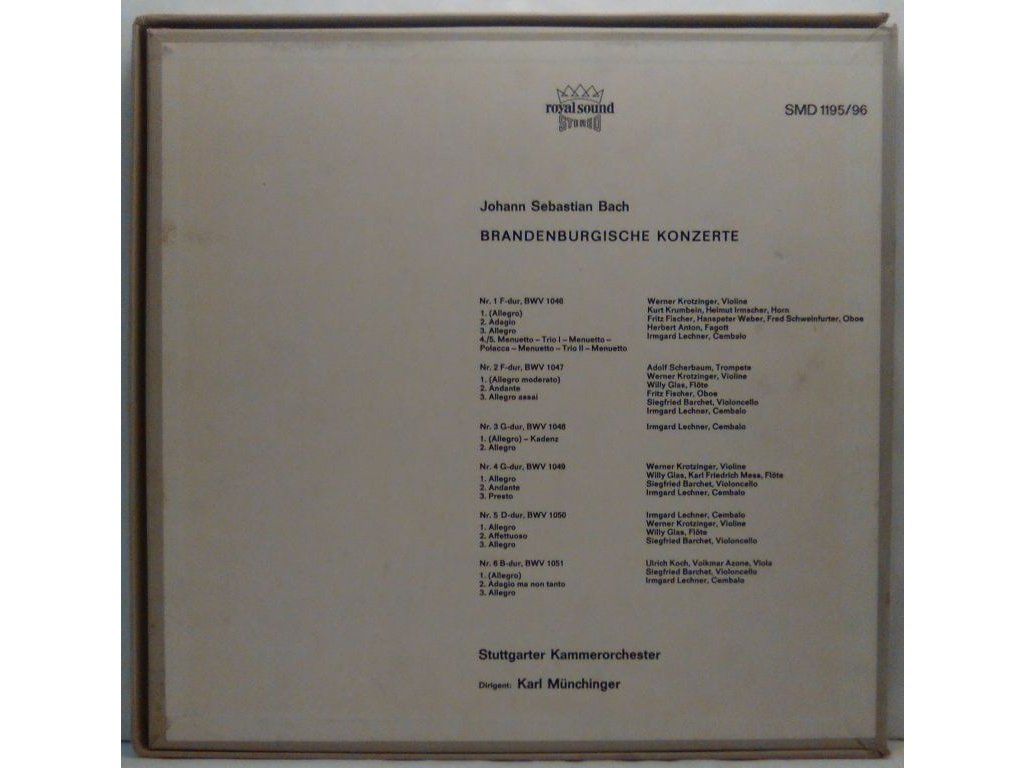 royal sound
STEREO
SMD 1195/96
Johann Sebastian Bach
BRANDENBURGISCHE KONZERTE
Nr. 1 F-dur, BWV 1046
1. (Allegro)
2. Adagio
3. Allegro
4./5. Menuetto – Trio I – Menuetto –
Polacca – Menuetto – Trio II – Menuetto
Werner Krotzinger, Violine
Kurt Krumbein, Helmut Irmscher, Horn
Fritz Fischer, Hanspeter Weber, Fred Schweinfurter, Oboe
Herbert Anton, Fagott
Irmgard Lechner, Cembalo
Nr. 2 F-dur, BWV 1047
1. (Allegro moderato)
2. Andante
3. Allegro assai
Adolf Scherbaum, Trompete
Werner Krotzinger, Violine
Willy Glas, Flöte
Fritz Fischer, Oboe
Siegfried Barchet, Violoncello
Irmgard Lechner, Cembalo
Nr. 3 G-dur, BWV 1048
1. (Allegro) – Kadenz
2. Allegro
Irmgard Lechner, Cembalo
Nr. 4 G-dur, BWV 1049
1. Allegro
2. Andante
3. Presto
Werner Krotzinger, Violine
Willy Glas, Karl Friedrich Mess, Flöte
Siegfried Barchet, Violoncello
Irmgard Lechner, Cembalo
Nr. 5 D-dur, BWV 1050
1. Allegro
2. Affettuoso
3. Allegro
Irmgard Lechner, Cembalo
Werner Krotzinger, Violine
Willy Glas, Flöte
Siegfried Barchet, Violoncello
Nr. 6 B-dur, BWV 1051
1. (Allegro)
2. Adagio ma non tanto
3. Allegro
Ulrich Koch, Volkmar Azone, Viola
Siegfried Barchet, Violoncello
Irmgard Lechner, Cembalo
Stuttgarter Kammerorchester
Dirigent: Karl Münchinger